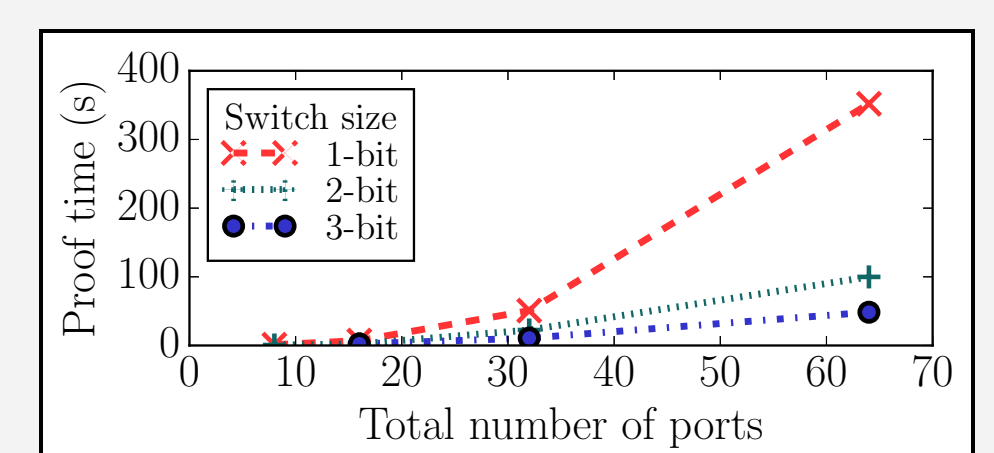 400
300
200
100
0
Proof time (s)
Switch size
1-bit
2-bit
3-bit
0 10 20 30 40 50 60 70
Total number of ports